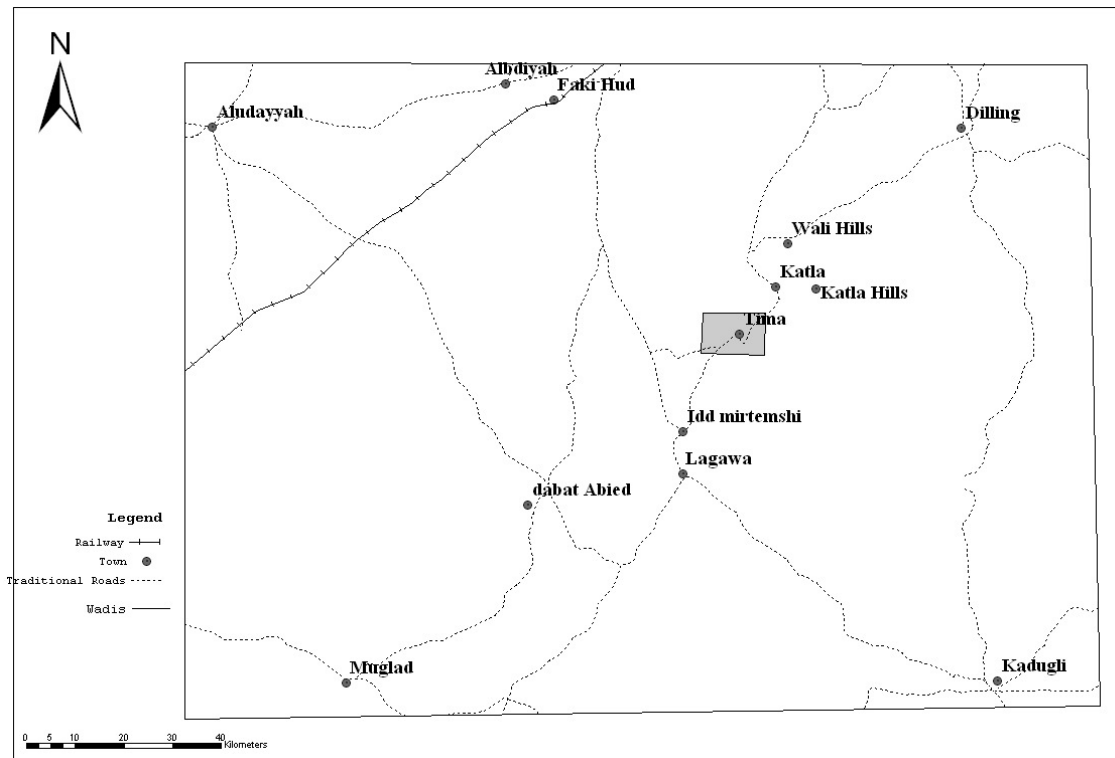 N
Albdiyah
Faki Hud
Aludayyah
Dilling
Wali Hills
Katla
Katla Hills
Tima
Idd mirtemshi
Lagawa
dabat Abied
Legend
Railway
Town
Traditional Roads
Wadis
Muglad
Kadugli
0 5 10 20 30 40
Kilometers